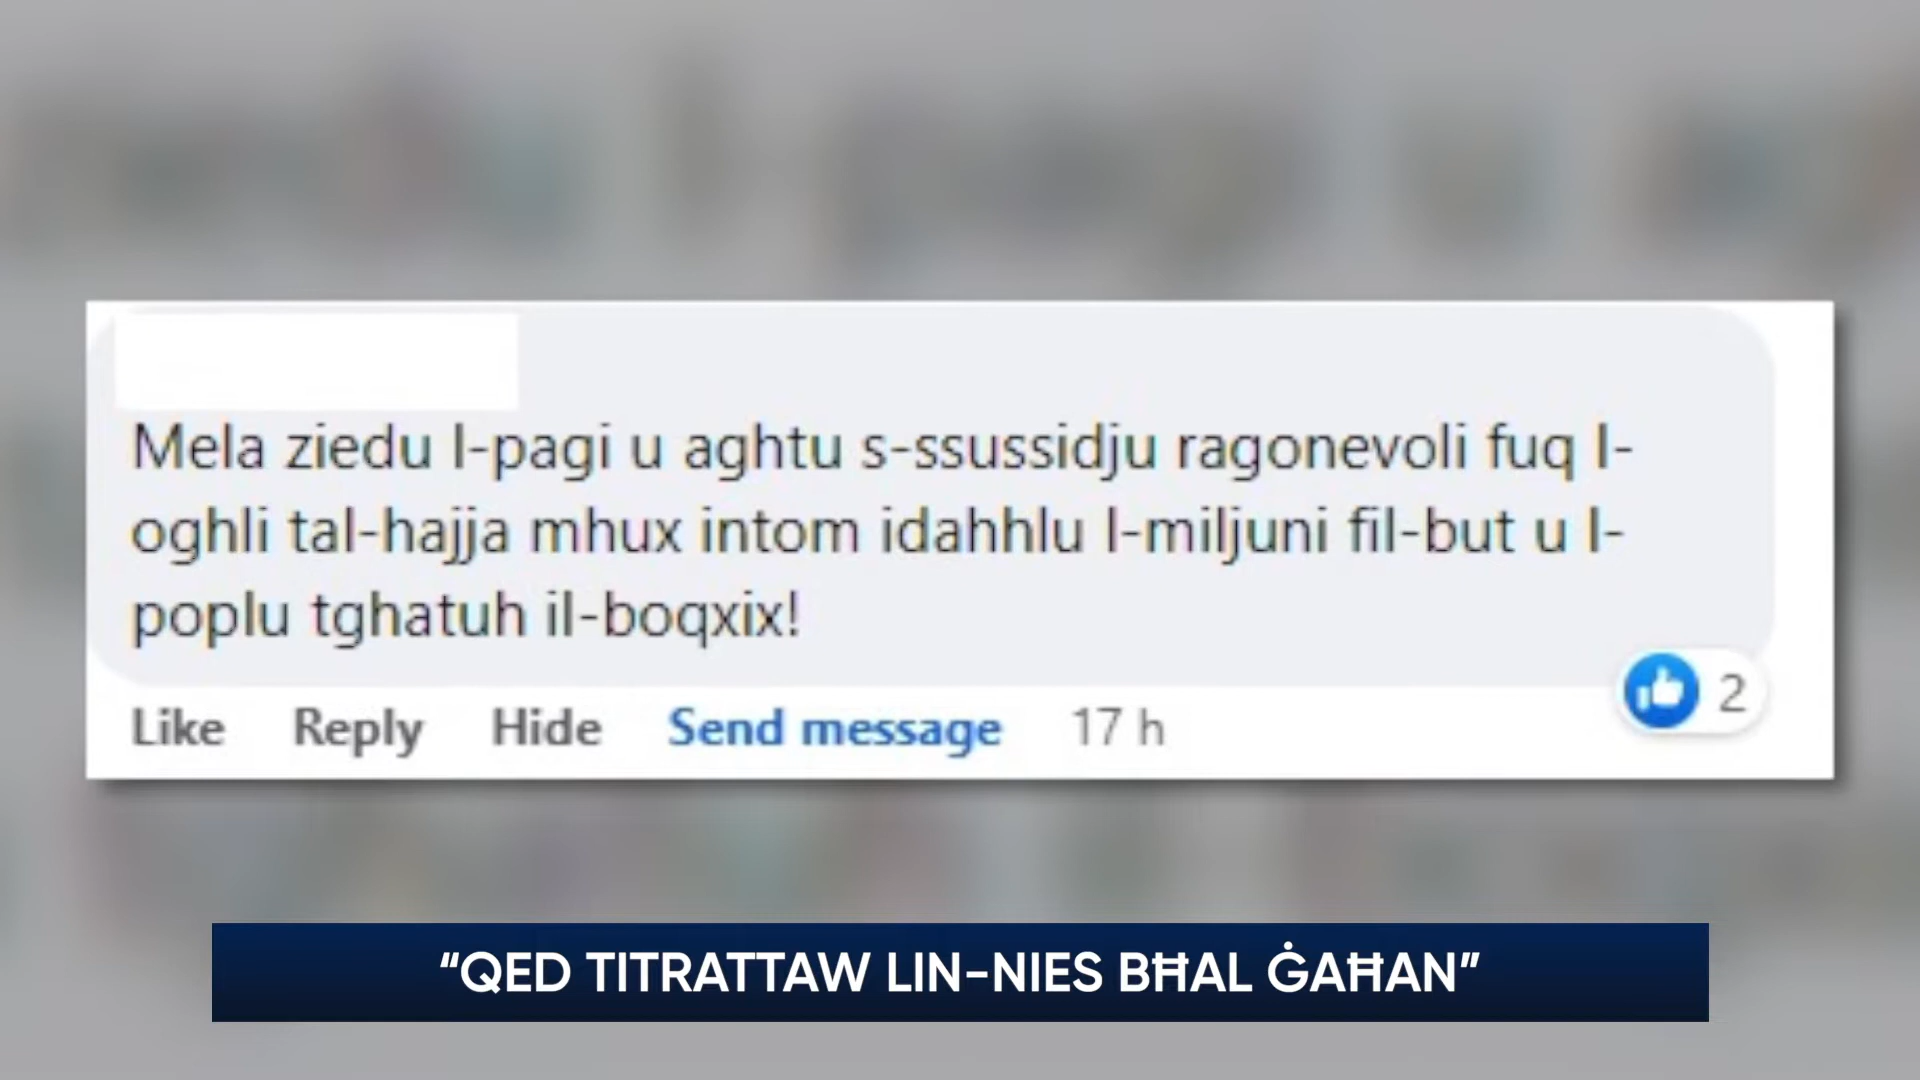 Mela ziedu l-pagi u aghtu s-ssussidju ragonevoli fuq l-
oghli tal-hajja mhux intom idahhlu l-miljuni fil-but u l-
poplu tghatuh il-boqxix!
2
Like Reply Hide Send message 17 h
“QED TITRATTAW LIN-NIES BĦAL ĠAĦAN”